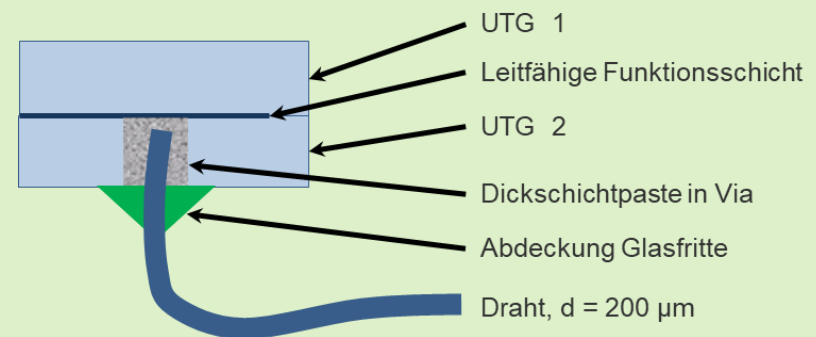 UTG 1
Leitfähige Funktionsschicht
UTG 2
Dickschichtpaste in Via
Abdeckung Glasfritte
Draht, d = 200 µm